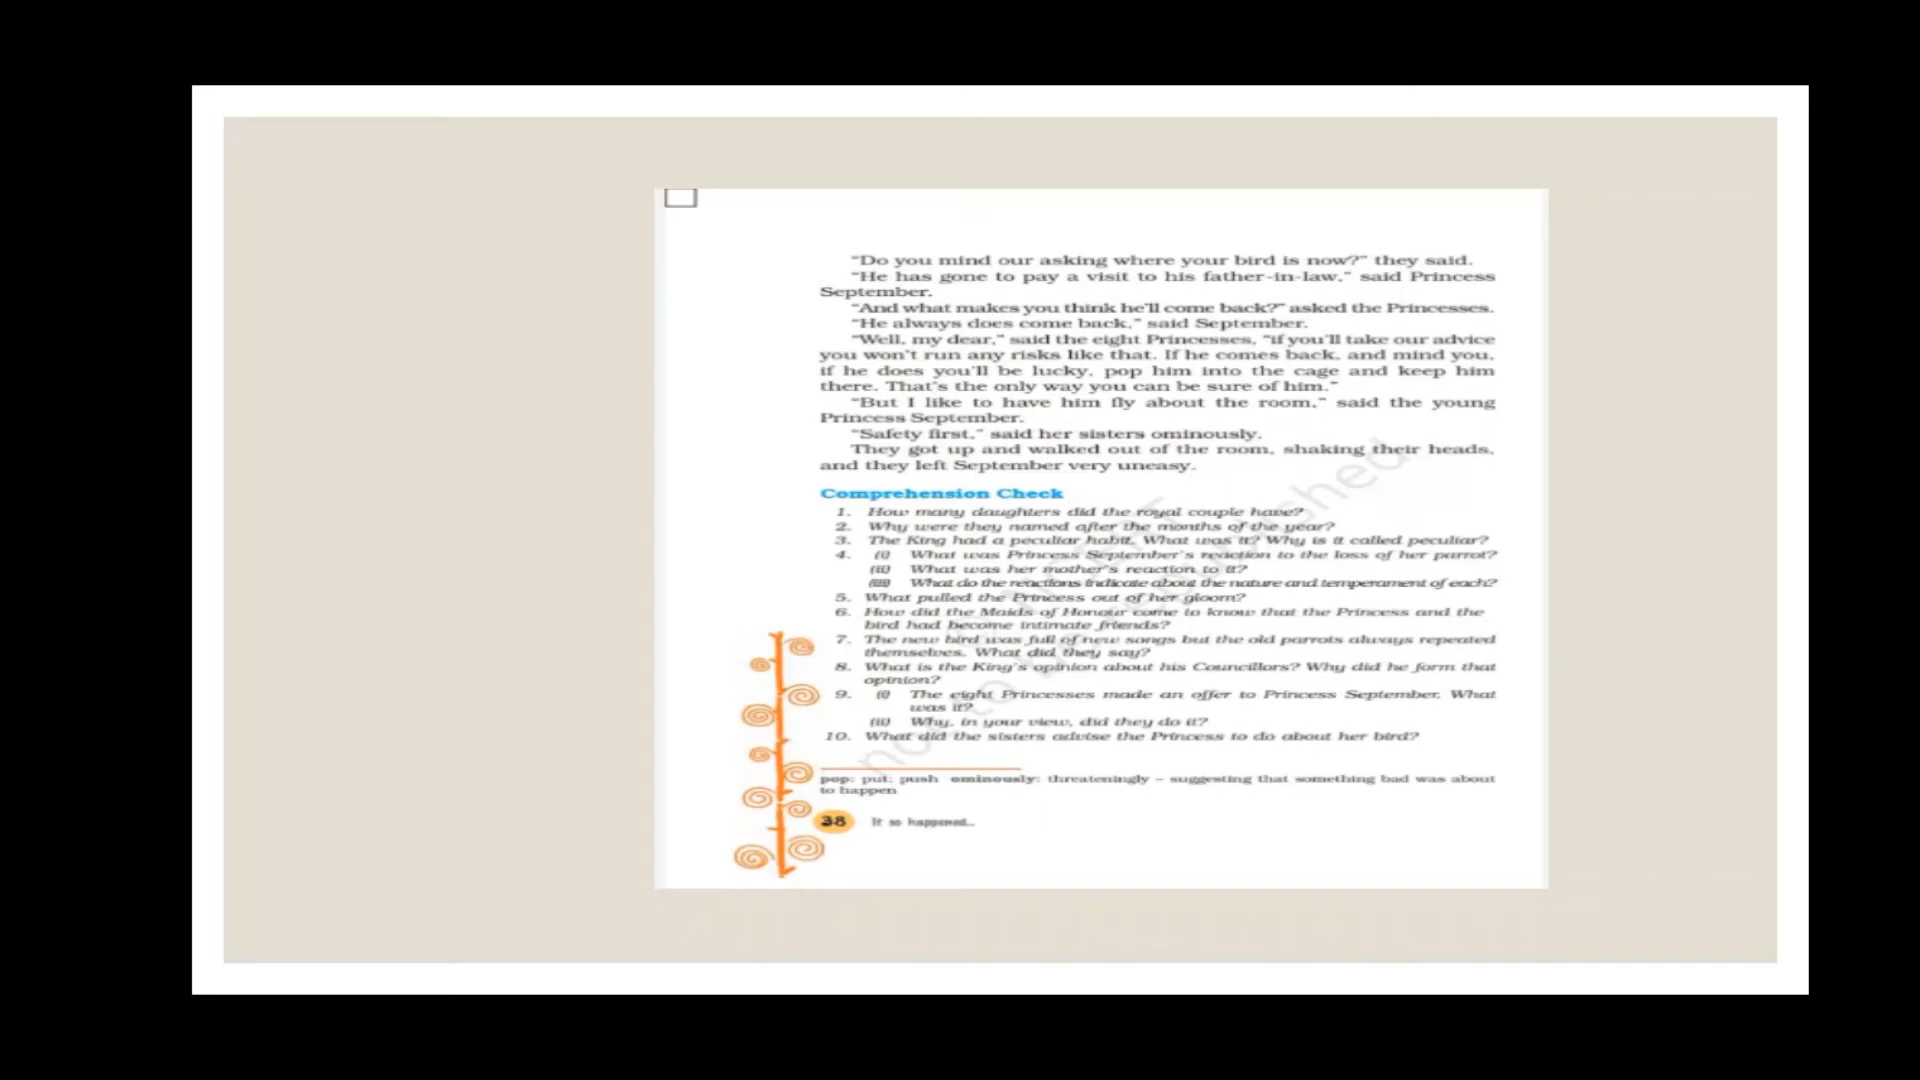 "Do you mind our asking where your bird is now?" they said.
"He has gone to pay a visit to his father-in-law," said Princess
September.
"And what makes you think he'll come back?" asked the Princesses.
"He always does come back," said September.
"Well, my dear," said the eight Princesses, "if you'll take our advice
you won't run any risks like that. If he comes back, and mind you,
if he does you'll be lucky, pop him into the cage and keep him
there. That's the only way you can be sure of him."
"But I like to have him fly about the room," said the young
Princess September.
"Safety first," said her sisters ominously.
They got up and walked out of the room, shaking their heads,
and they left September very uneasy.
Comprehension Check
1. How many daughters did the royal couple have?
2. Why were they named after the months of the year?
3. The King had a peculiar habit. What was it? Why is it called peculiar?
4. (i) What was Princess September's reaction to the loss of her parrot?
(ii) What was her mother's reaction to it?
(iii) What do the reactions indicate about the nature and temperament of each?
5. What pulled the Princess out of her gloom?
6. How did the Maids of Honour come to know that the Princess and the
bird had become intimate friends?
7. The new bird was full of new songs but the old parrots always repeated
themselves. What did they say?
8. What is the King's opinion about his Councillors? Why did he form that
opinion?
9. (i) The eight Princesses made an offer to Princess September. What
was it?
(ii) Why, in your view, did they do it?
10. What did the sisters advise the Princess to do about her bird?
pop: put; push ominously: threateningly – suggesting that something bad was about
to happen
38 It so happened...
not to be republished